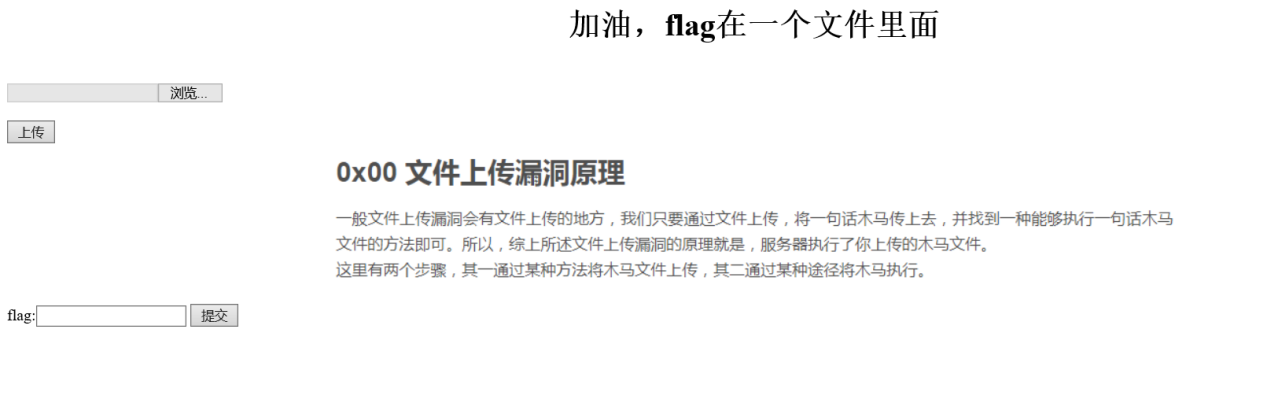 加油，flag在一个文件里面
浏览...
上传
0x00 文件上传漏洞原理
一般文件上传漏洞会有文件上传的地方，我们只要通过文件上传，将一句话木马传上去，并找到一种能够执行一句话木马
文件的方法即可。所以，综上所述文件上传漏洞的原理就是，服务器执行了你上传的木马文件。
这里有两个步骤，其一通过某种方法将木马文件上传，其二通过某种途径将木马执行。
flag: 提交